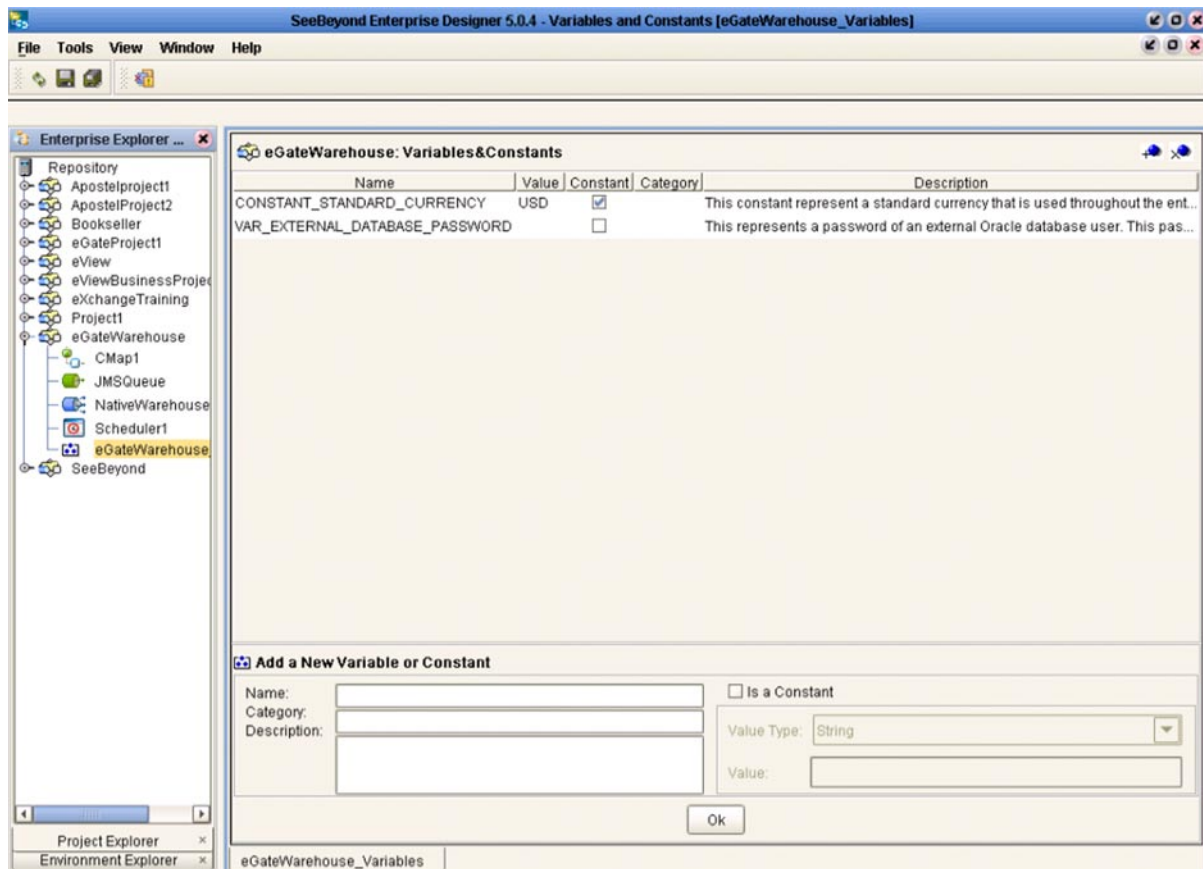 SeeBeyond Enterprise Designer 5.0.4 - Variables and Constants [eGateWarehouse_Variables]
File Tools View Window Help
Enterprise Explorer ...
Repository
Apostelproject1
ApostelProject2
Bookseller
eGateProject1
eView
eViewBusinessProjec
eXchangeTraining
Project1
eGateWarehouse
CMap1
JMSQueue
NativeWarehouse
Scheduler1
eGateWarehouse_
SeeBeyond
Project Explorer
Environment Explorer
eGateWarehouse: Variables&Constants
Name Value Constant Category Description
CONSTANT_STANDARD_CURRENCY USD This constant represent a standard currency that is used throughout the ent...
VAR_EXTERNAL_DATABASE_PASSWORD This represents a password of an external Oracle database user. This pas...
Add a New Variable or Constant
Name:
Category:
Description:
Is a Constant
Value Type: String
Value:
Ok
eGateWarehouse_Variables